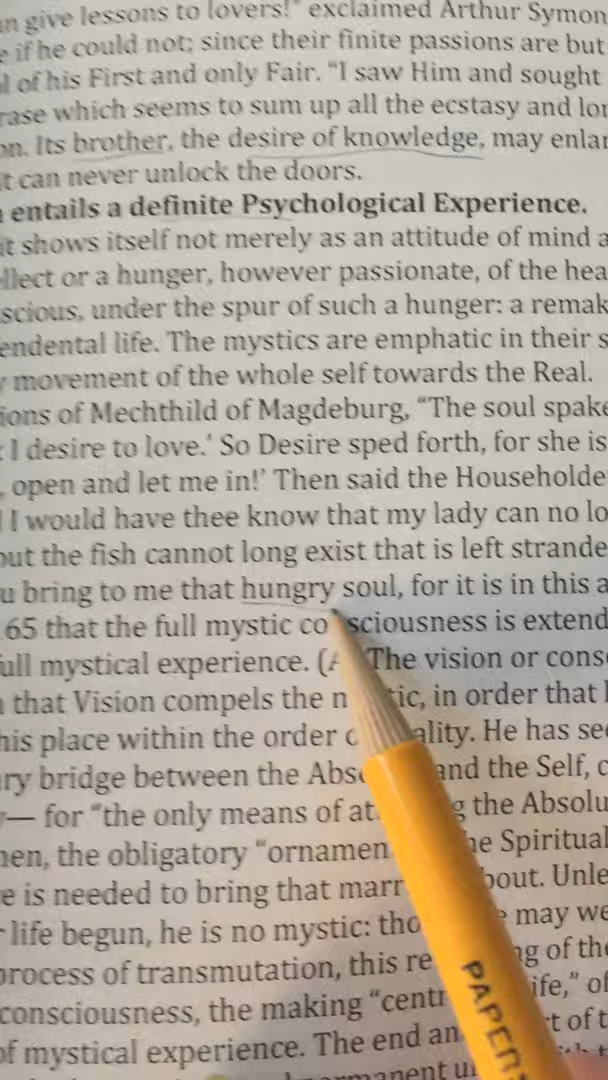 n give lessons to lovers!" exclaimed Arthur Symon
e if he could not; since their finite passions are but
l of his First and only Fair. "I saw Him and sought
rase which seems to sum up all the ecstasy and lon
on. Its brother, the desire of knowledge, may enlar
t can never unlock the doors.
entails a definite Psychological Experience.
it shows itself not merely as an attitude of mind a
ellect or a hunger, however passionate, of the hea
scious, under the spur of such a hunger: a remak
endental life. The mystics are emphatic in their s
y movement of the whole self towards the Real.
ions of Mechthild of Magdeburg, "The soul spake
I desire to love.' So Desire sped forth, for she is
, open and let me in!' Then said the Householde
I would have thee know that my lady can no lo
out the fish cannot long exist that is left strande
u bring to me that hungry soul, for it is in this a
65 that the full mystic co sciousness is extend
full mystical experience. (A The vision or cons
that Vision compels the m tic, in order that
his place within the order o ality. He has se
ry bridge between the Abs and the Self, c
— for "the only means of at g the Absolu
en, the obligatory "ornamen he Spiritual
e is needed to bring that marr bout. Unle
life begun, he is no mystic: tho may we
process of transmutation, this re ng of the
consciousness, the making "centr ife," of
of mystical experience. The end an t of t
rmanent u
PAPER